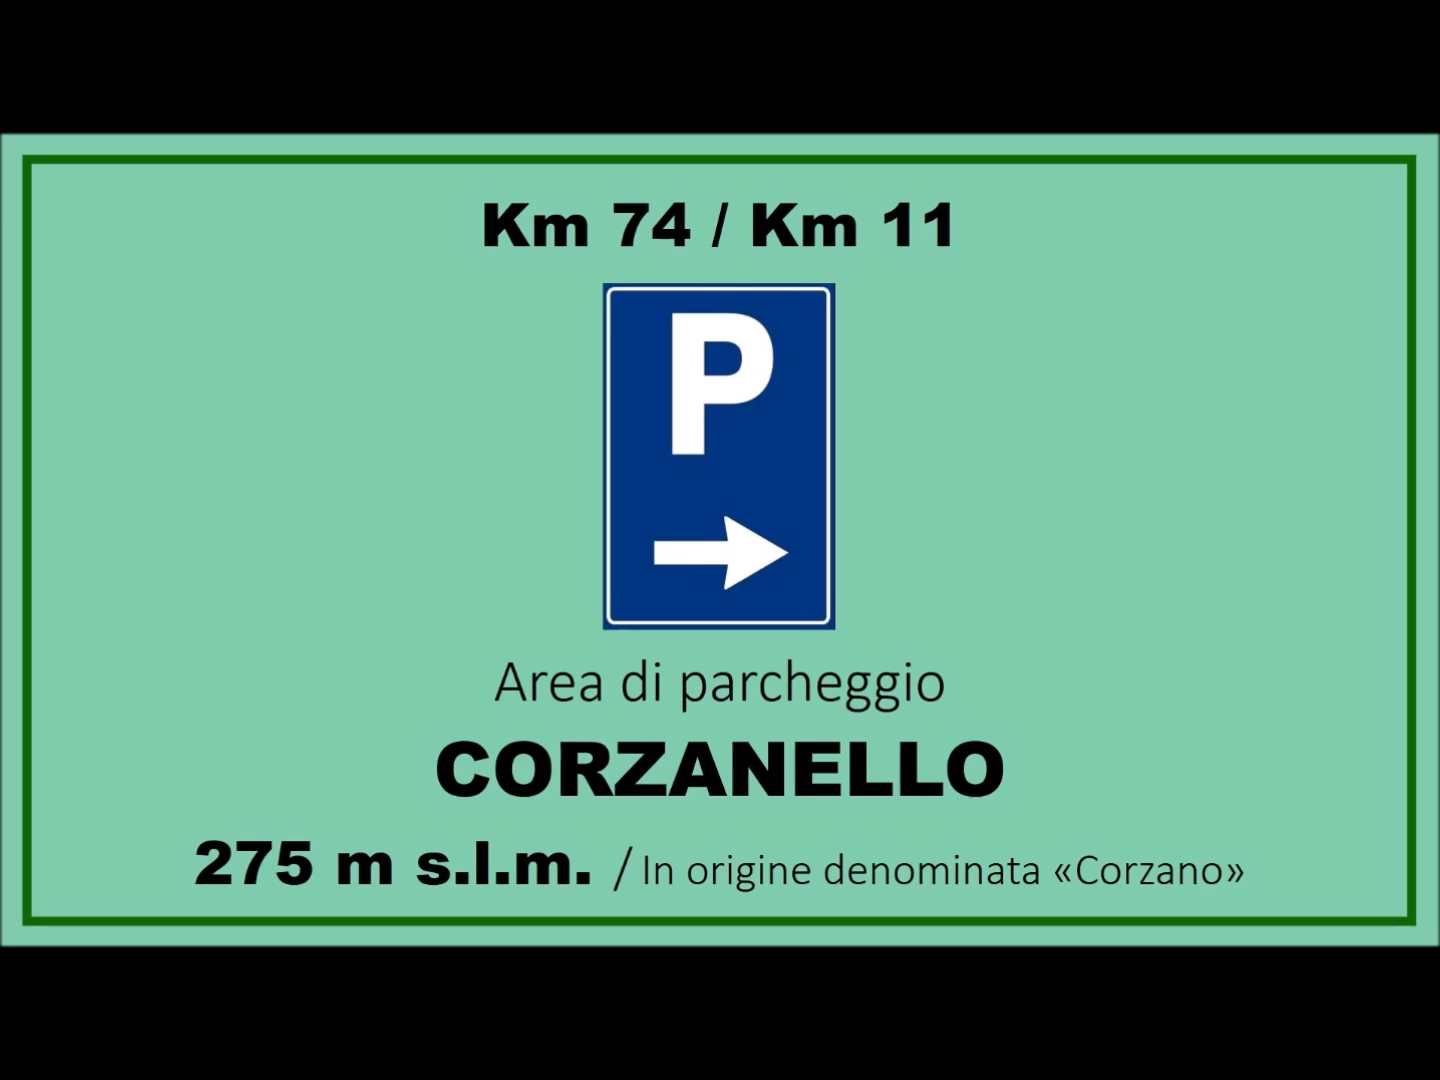 Km 74 / Km 11
P
Area di parcheggio
CORZANELLO
275 m s.l.m. / In origine denominata «Corzano»